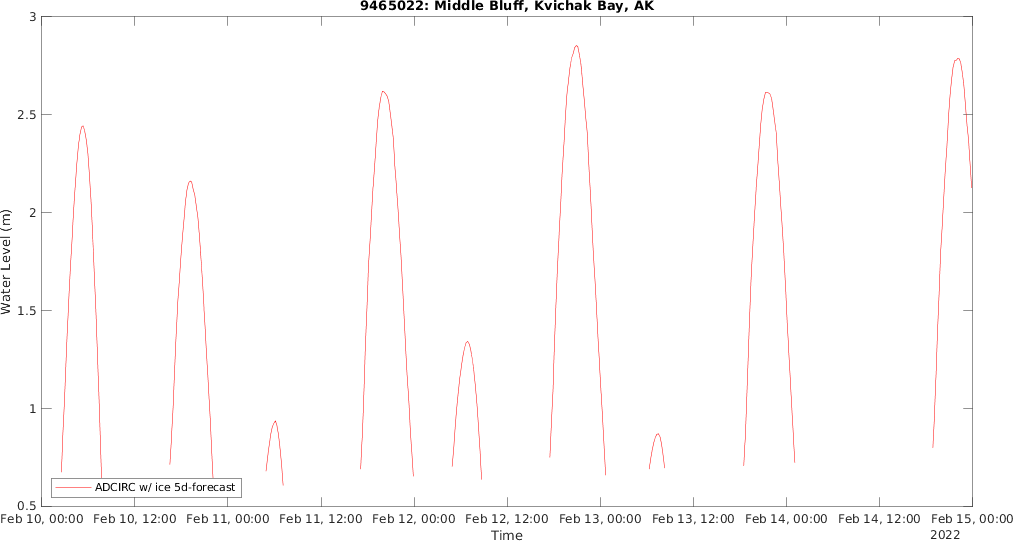 9465022: Middle Bluff, Kvichak Bay, AK
3
2.5
2
1.5
1
0.5
Water Level (m)
ADCIRC w/ ice 5d-forecast
Feb 10, 00:00 Feb 10, 12:00 Feb 11, 00:00 Feb 11, 12:00 Feb 12, 00:00 Feb 12, 12:00 Feb 13, 00:00 Feb 13, 12:00 Feb 14, 00:00 Feb 14, 12:00 Feb 15, 00:00
Time
2022